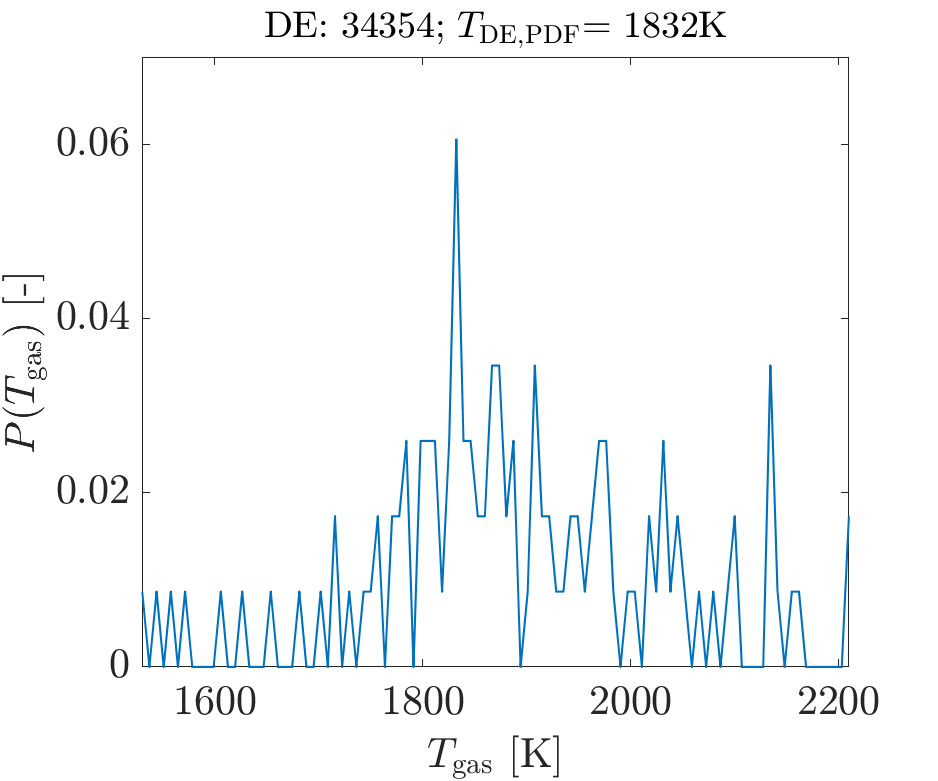 DE: 34354; T_DE,PDF= 1832K
0.06
0.04
0.02
0
P(T_gas) [-]
1600 1800 2000 2200
T_gas [K]